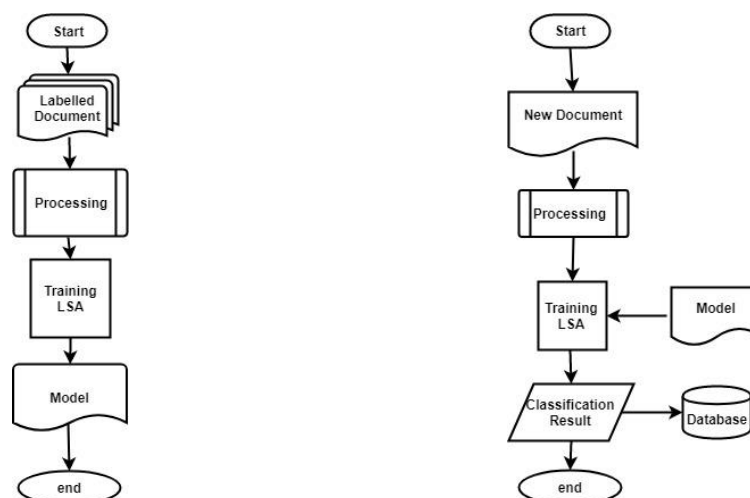 Start
Labelled
Document
Processing
Training
LSA
Model
end
Start
New Document
Processing
Training
LSA
Model
Classification
Result
Database
end